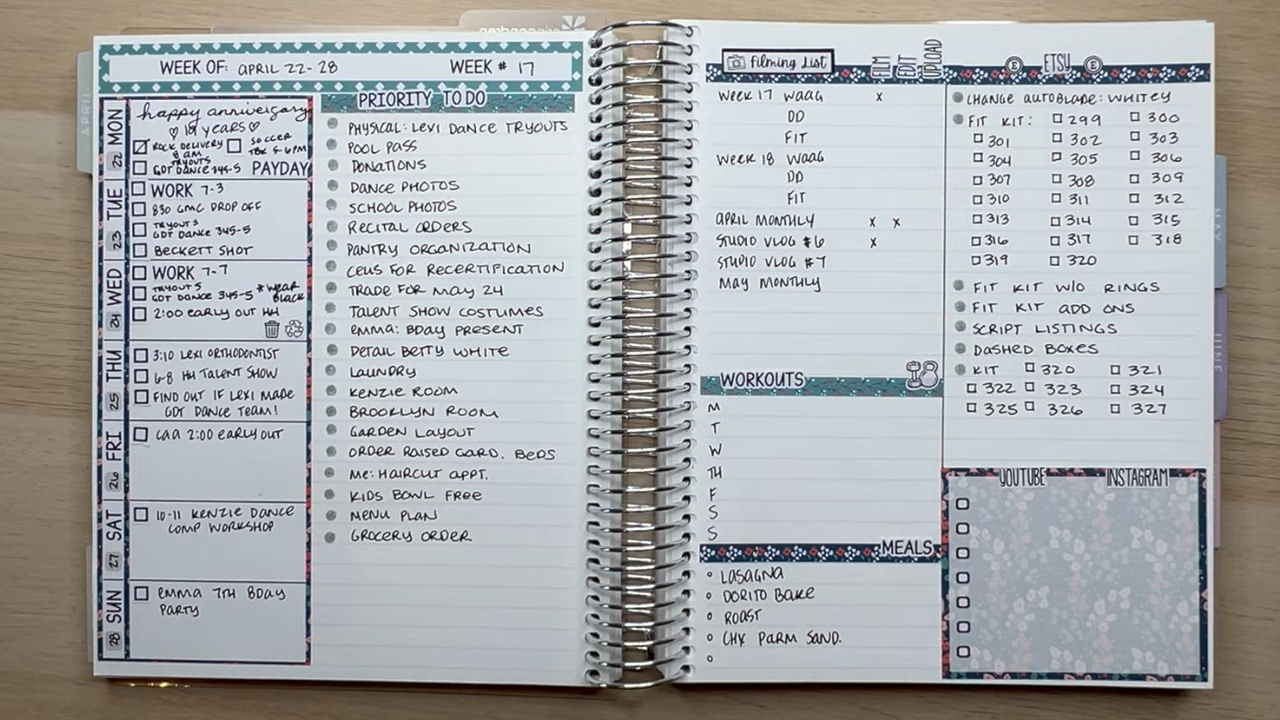 WEEK OF: APRIL 22-28
WEEK # 17
APRIL
MON
22
happy anniversary
19 YEARS
ROCK DELIVERY
8 AM
SOCCER
TBK 5-6PM
TRYOUTS
GDT DANCE 345-5
PAYDAY
TUE
23
WORK 7-3
830 GMC DROP OFF
TRYOUTS
GDT DANCE 345-5
BECKETT SHOT
WED
24
WORK 7-7
TRYOUTS
GDT DANCE 345-5 *WEAR
BLACK
2:00 EARLY OUT HH
THU
25
3:10 LEXI ORTHODONTIST
6-8 HH TALENT SHOW
FIND OUT IF LEXI MADE
GDT DANCE TEAM!
FRI
26
CAA 2:00 EARLY OUT
SAT
27
10-11 KENZIE DANCE
COMP WORKSHOP
SUN
28
EMMA 7TH BDAY
PARTY
PRIORITY TO DO
PHYSICAL: LEXI DANCE TRYOUTS
POOL PASS
DONATIONS
DANCE PHOTOS
SCHOOL PHOTOS
RECITAL ORDERS
PANTRY ORGANIZATION
CEUS FOR RECERTIFICATION
TRADE FOR MAY 24
TALENT SHOW COSTUMES
EMMA: BDAY PRESENT
DETAIL BETTY WHITE
LAUNDRY
KENZIE ROOM
BROOKLYN ROOM
GARDEN LAYOUT
ORDER RAISED GARD. BEDS
ME: HAIRCUT APPT.
KIDS BOWL FREE
MENU PLAN
GROCERY ORDER
Filming List
FILM
EDIT
UPLOAD
WEEK 17 WAAG X
DD
FIT
WEEK 18 WAAG
DD
FIT
APRIL MONTHLY X X
STUDIO VLOG #6 X
STUDIO VLOG #7
MAY MONTHLY
WORKOUTS
M
T
W
TH
F
S
S
MEALS
LASAGNA
DORITO BAKE
ROAST
CHX PARM SAND.
E ETSY E
CHANGE AUTOBLADE: WHITEY
FIT KIT: 299 300
301 302 303
304 305 306
307 308 309
310 311 312
313 314 315
316 317 318
319 320
FIT KIT W/O RINGS
FIT KIT ADD ONS
SCRIPT LISTINGS
DASHED BOXES
KIT 320 321
322 323 324
325 326 327
YOUTUBE INSTAGRAM
MAY
JUNE